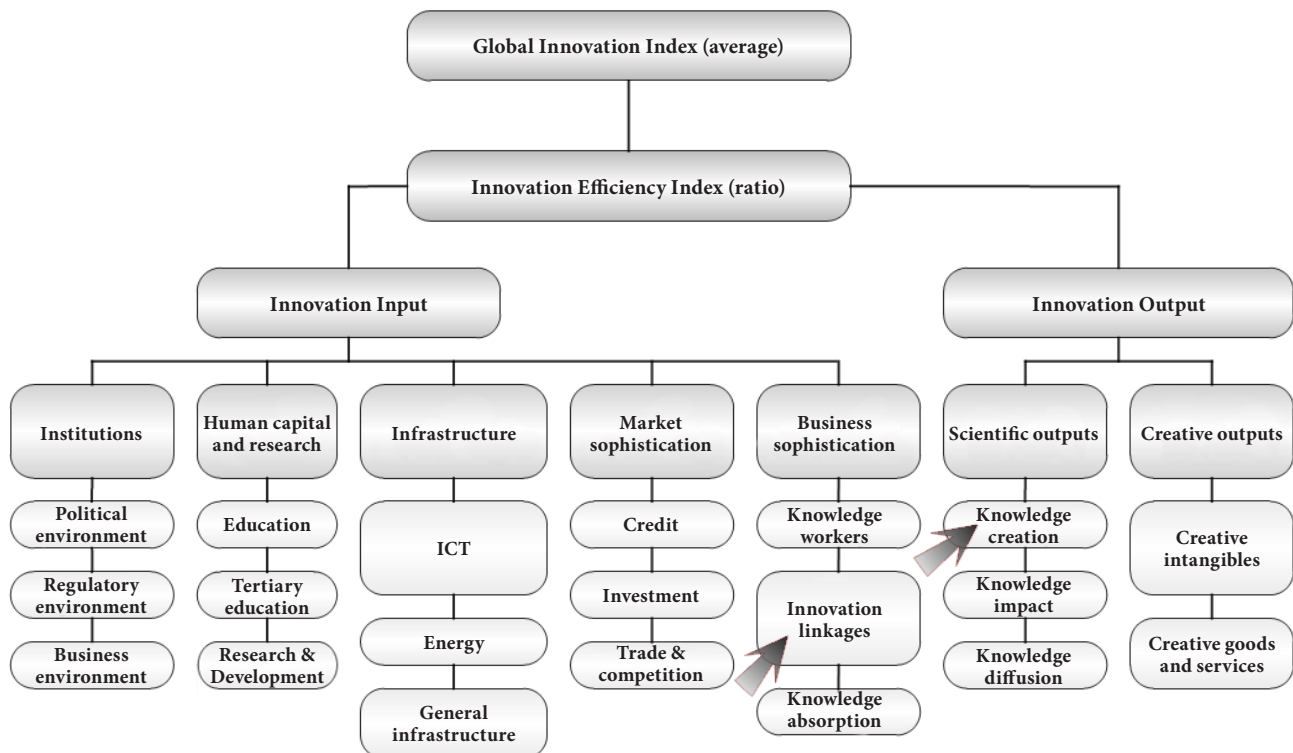 Global Innovation Index (average)
Innovation Efficiency Index (ratio)
Innovation Input
Innovation Output
Institutions
Human capital
and research
Infrastructure
Market
sophistication
Business
sophistication
Scientific outputs
Creative outputs
Political
environment
Regulatory
environment
Business
environment
Education
Tertiary
education
Research &
Development
ICT
Energy
General
infrastructure
Credit
Investment
Trade &
competition
Knowledge
workers
Innovation
linkages
Knowledge
absorption
Knowledge
creation
Knowledge
impact
Knowledge
diffusion
Creative
intangibles
Creative goods
and services